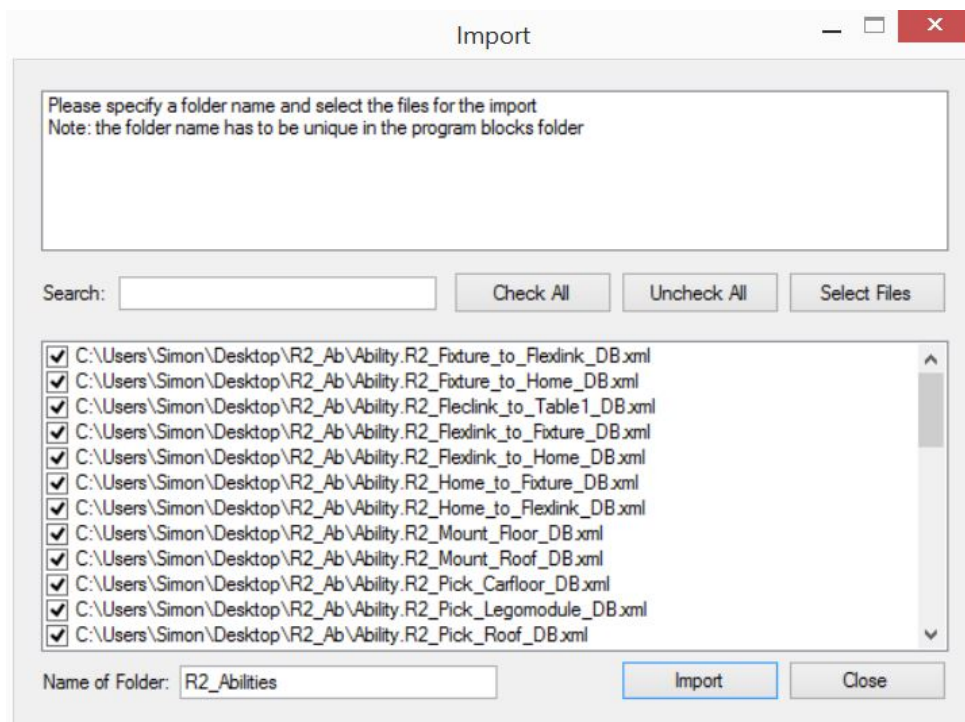 Import
Please specify a folder name and select the files for the import
Note: the folder name has to be unique in the program blocks folder
Search: Check All Uncheck All Select Files
C:\Users\Simon\Desktop\R2_Ab\Ability.R2_Fixture_to_Flexlink_DB.xml
C:\Users\Simon\Desktop\R2_Ab\Ability.R2_Fixture_to_Home_DB.xml
C:\Users\Simon\Desktop\R2_Ab\Ability.R2_Fleclink_to_Table1_DB.xml
C:\Users\Simon\Desktop\R2_Ab\Ability.R2_Flexlink_to_Fixture_DB.xml
C:\Users\Simon\Desktop\R2_Ab\Ability.R2_Flexlink_to_Home_DB.xml
C:\Users\Simon\Desktop\R2_Ab\Ability.R2_Home_to_Fixture_DB.xml
C:\Users\Simon\Desktop\R2_Ab\Ability.R2_Home_to_Flexlink_DB.xml
C:\Users\Simon\Desktop\R2_Ab\Ability.R2_Mount_Floor_DB.xml
C:\Users\Simon\Desktop\R2_Ab\Ability.R2_Mount_Roof_DB.xml
C:\Users\Simon\Desktop\R2_Ab\Ability.R2_Pick_Carfloor_DB.xml
C:\Users\Simon\Desktop\R2_Ab\Ability.R2_Pick_Legomodule_DB.xml
C:\Users\Simon\Desktop\R2_Ab\Ability.R2_Pick_Roof_DB.xml
Name of Folder: R2_Abilities Import Close